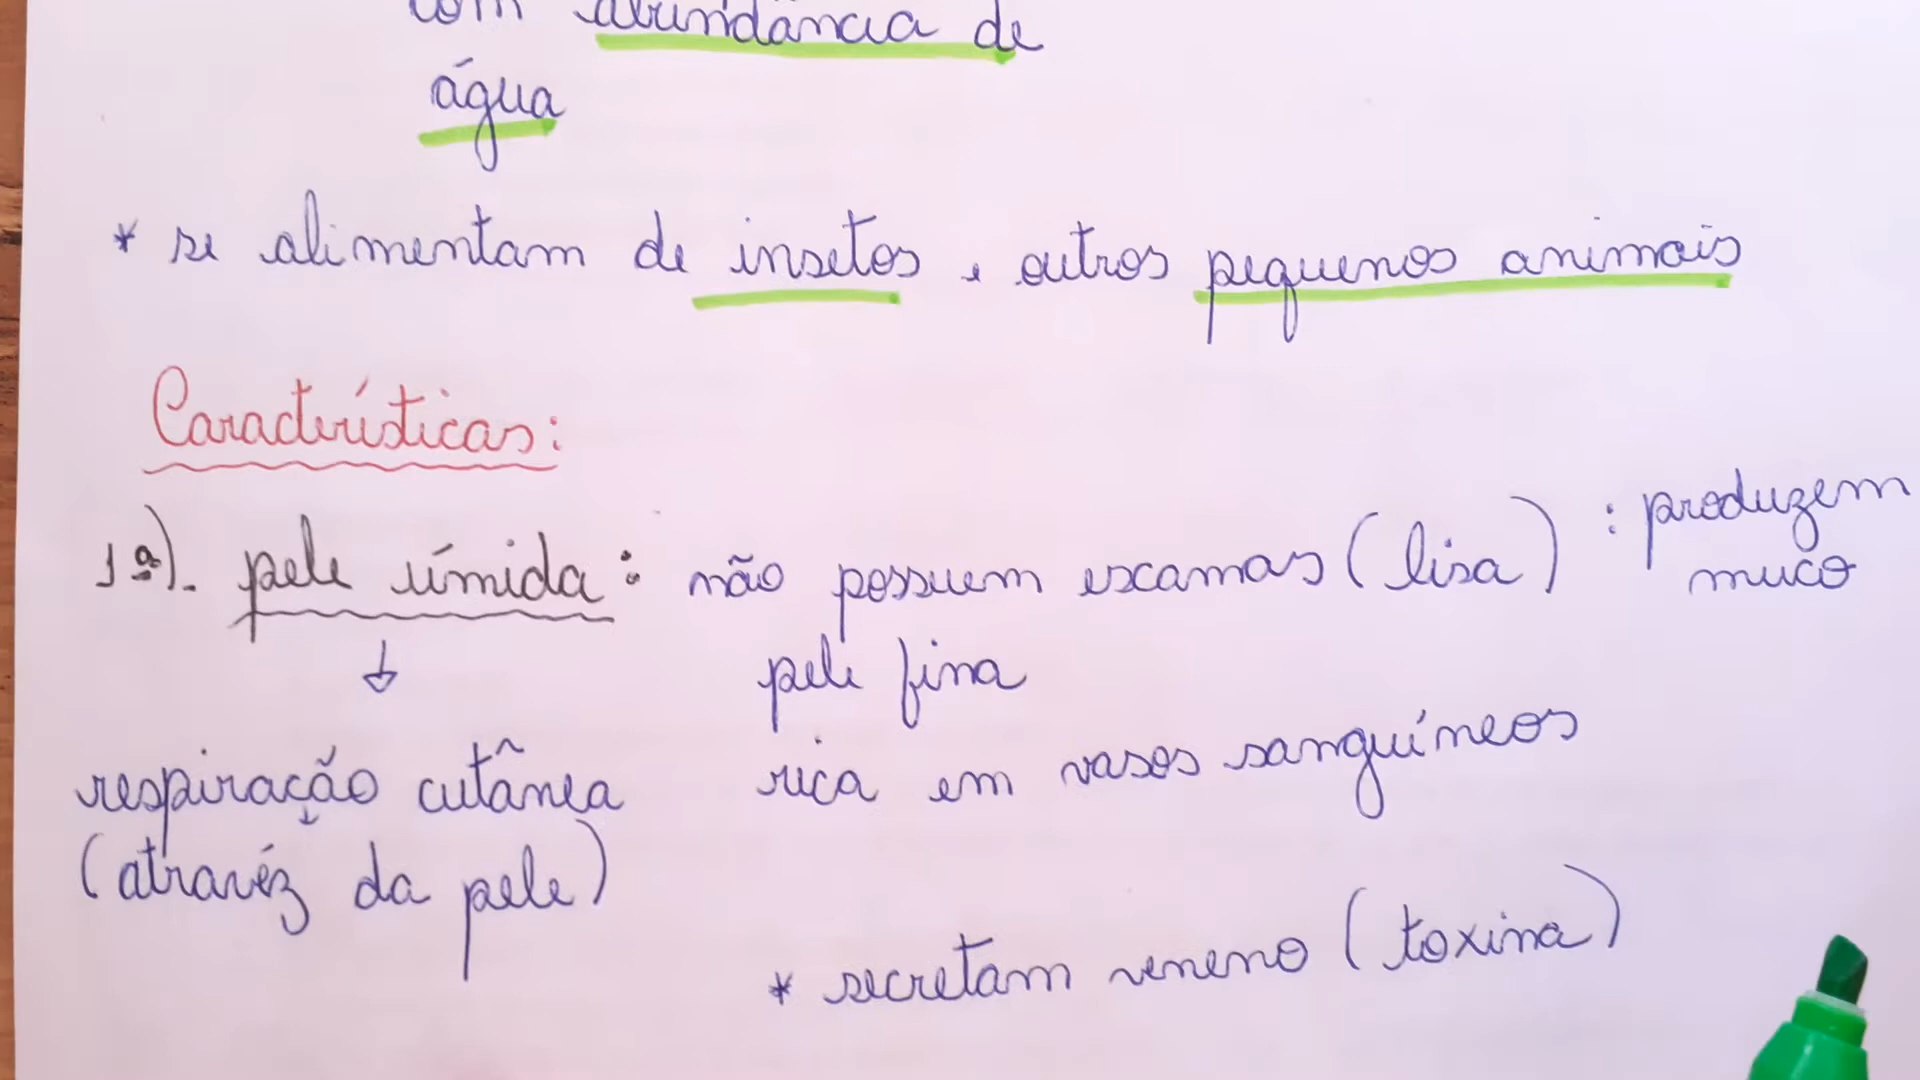 com abundância de
água
* se alimentam de insetos e outros pequenos animais
Características:
1ª). pele úmida: não possuem escamas (lisa) : produzem
muco
pele fina
rica em vasos sanguíneos
respiração cutânea
(atravéz da pele)
* secretam veneno (toxina)